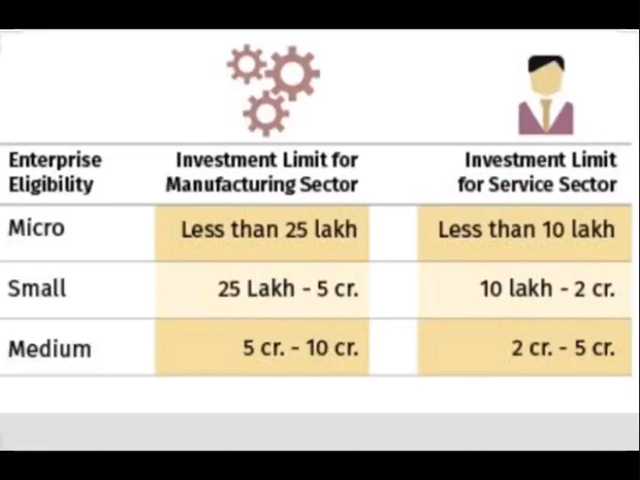 Enterprise Eligibility
Investment Limit for Manufacturing Sector
Investment Limit for Service Sector
Micro
Less than 25 lakh
Less than 10 lakh
Small
25 Lakh - 5 cr.
10 lakh - 2 cr.
Medium
5 cr. - 10 cr.
2 cr. - 5 cr.